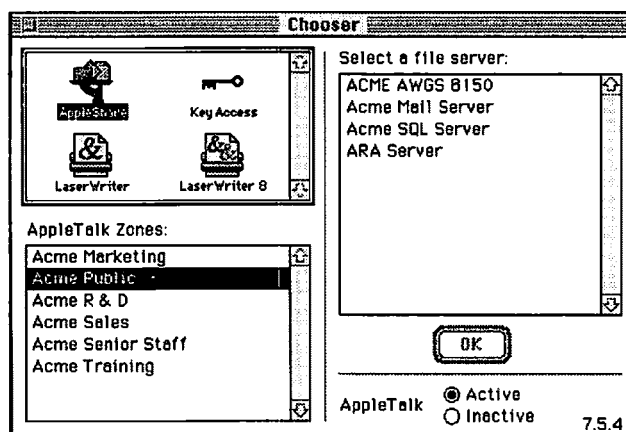 Chooser
AppleShare
Key Access
LaserWriter
LaserWriter 8
AppleTalk Zones:
Acme Marketing
Acme Public
Acme R & D
Acme Sales
Acme Senior Staff
Acme Training
Select a file server:
ACME AWGS 8150
Acme Mail Server
Acme SQL Server
ARA Server
OK
AppleTalk
Active
Inactive
7.5.4